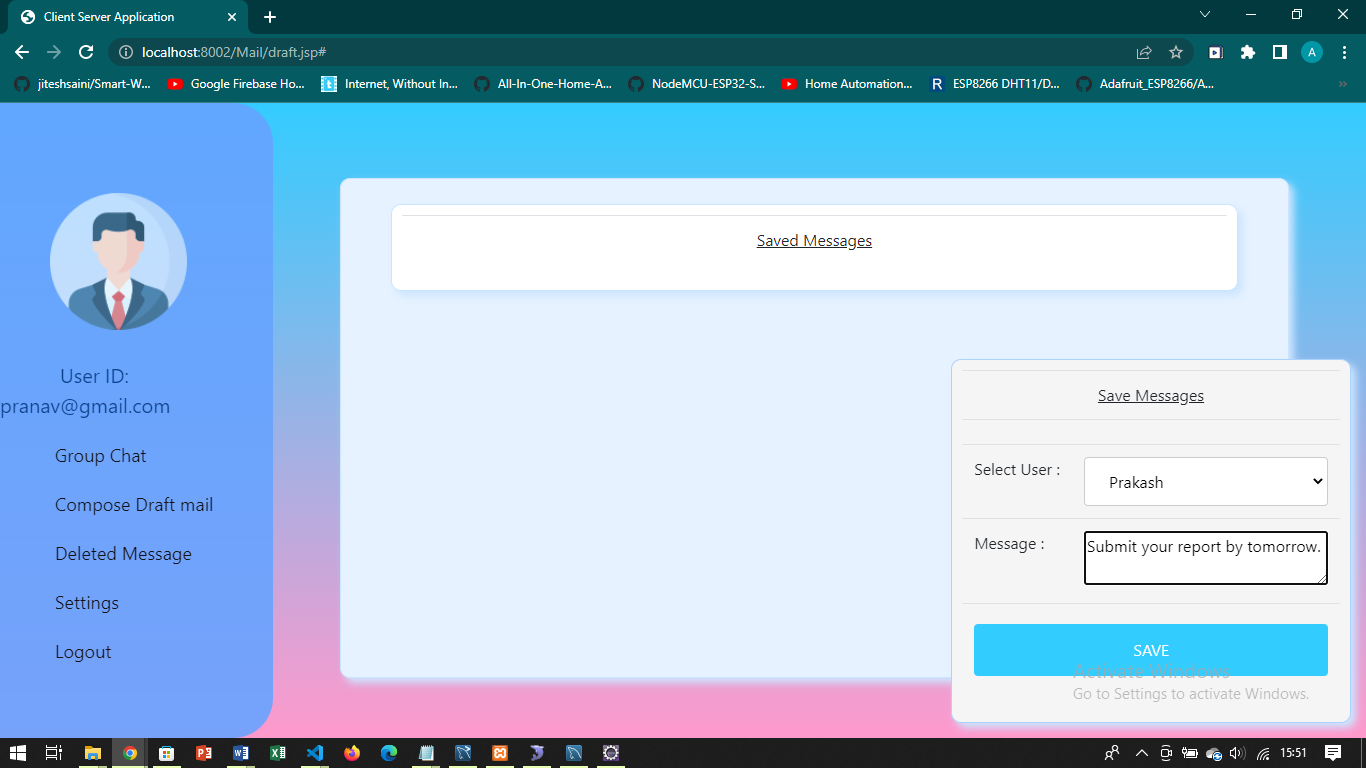 Client Server Application
localhost:8002/Mail/draft.jsp#
A
jiteshsaini/Smart-W...
Google Firebase Ho...
Internet, Without In...
All-In-One-Home-A...
NodeMCU-ESP32-S...
Home Automation...
R ESP8266 DHT11/D...
Adafruit_ESP8266/A...
»
Saved Messages
User ID:
pranav@gmail.com
Group Chat
Compose Draft mail
Deleted Message
Settings
Logout
Save Messages
Select User :
Prakash
Message :
Submit your report by tomorrow.
SAVE
Activate Windows
Go to Settings to activate Windows.
15:51